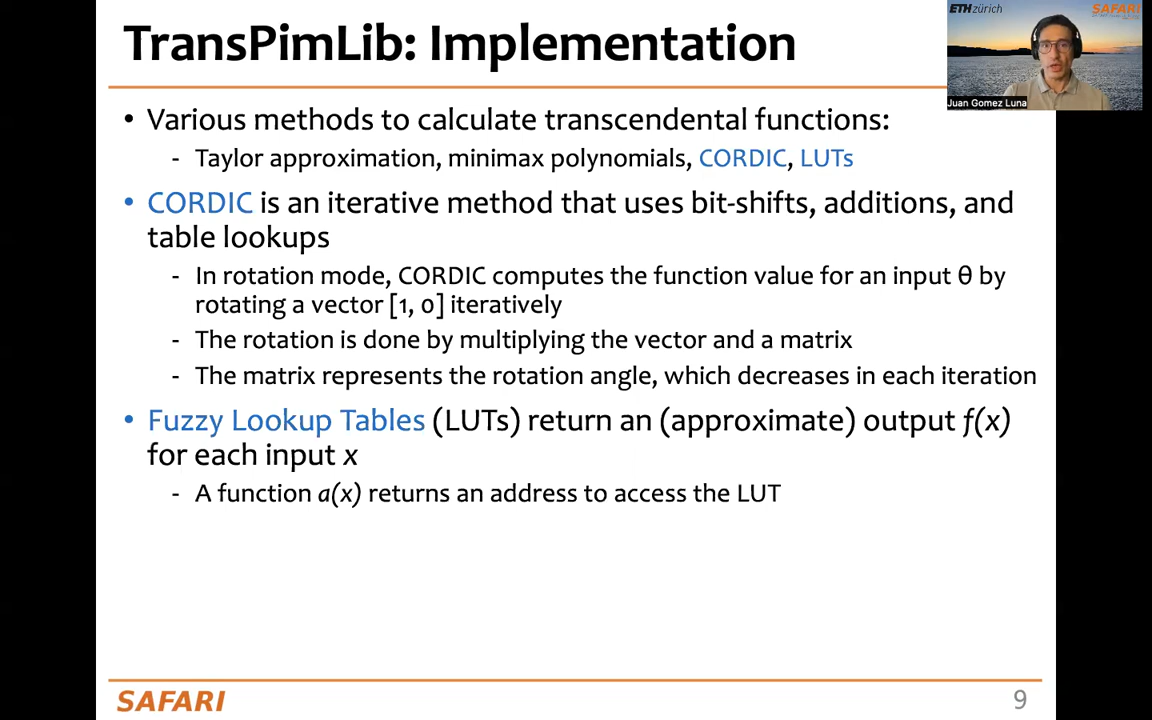 TransPimLib: Implementation
ETH zürich
SAFARI
Juan Gomez Luna
• Various methods to calculate transcendental functions:
- Taylor approximation, minimax polynomials, CORDIC, LUTs
• CORDIC is an iterative method that uses bit-shifts, additions, and
table lookups
- In rotation mode, CORDIC computes the function value for an input θ by
rotating a vector [1, 0] iteratively
- The rotation is done by multiplying the vector and a matrix
- The matrix represents the rotation angle, which decreases in each iteration
• Fuzzy Lookup Tables (LUTs) return an (approximate) output f(x)
for each input x
- A function a(x) returns an address to access the LUT
SAFARI
9